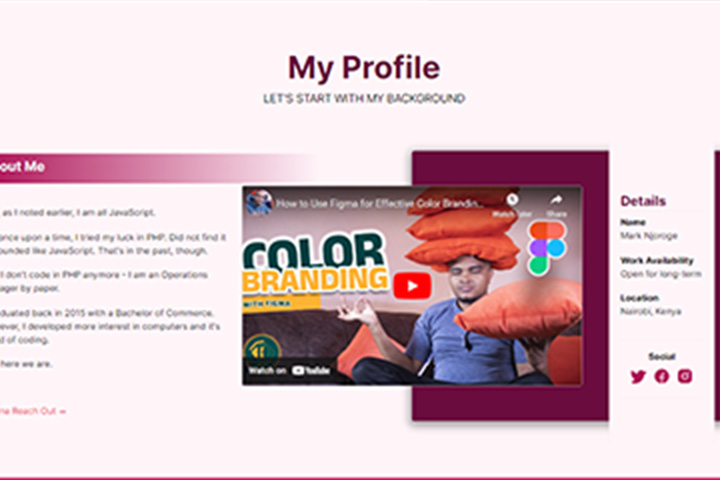 My Profile
LET'S START WITH MY BACKGROUND
out Me
as I noted earlier, I am all JavaScript.
once upon a time, I tried my luck in PHP. Did not find it
ounded like JavaScript. That's in the past, though.
I don't code in PHP anymore - I am an Operations
ager by paper.
duated back in 2015 with a Bachelor of Commerce.
ever, I developed more interest in computers and it's
d of coding.
here we are.
na Reach Out →
How to Use Figma for Effective Color Brandin...
Watch later
Share
COLOR
BRANDING
WITH FIGMA
Watch on YouTube
Details
Name
Mark Njoroge
Work Availability
Open for long-term
Location
Nairobi, Kenya
Social